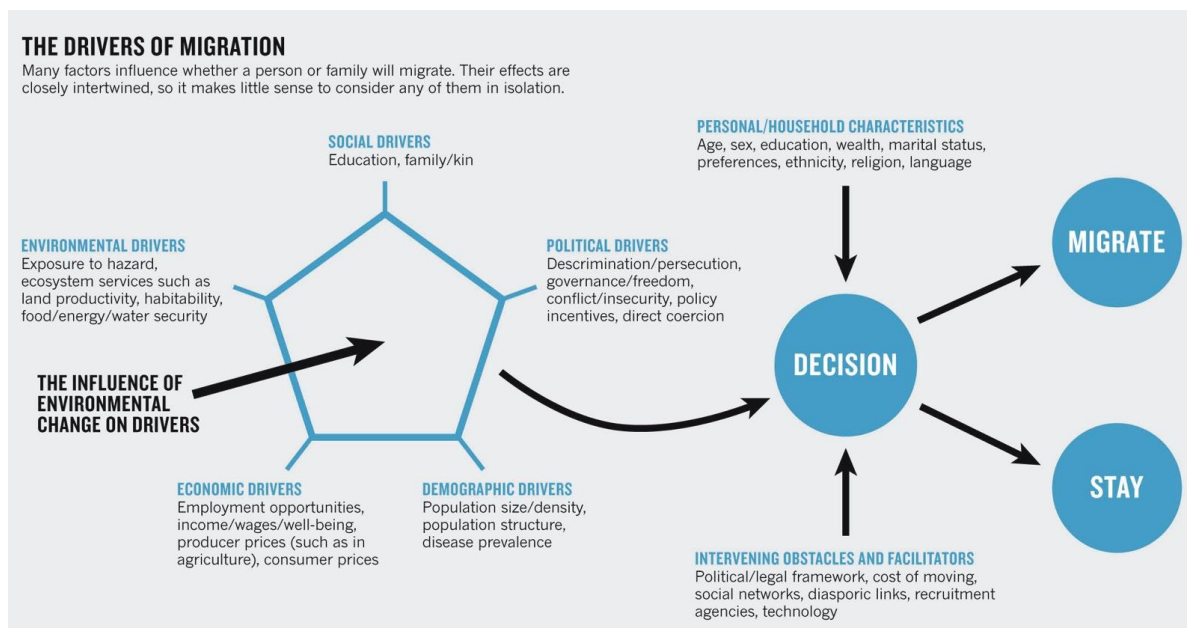 THE DRIVERS OF MIGRATION
Many factors influence whether a person or family will migrate. Their effects are
closely intertwined, so it makes little sense to consider any of them in isolation.
SOCIAL DRIVERS
Education, family/kin
ENVIRONMENTAL DRIVERS
Exposure to hazard,
ecosystem services such as
land productivity, habitability,
food/energy/water security
POLITICAL DRIVERS
Descrimination/persecution,
governance/freedom,
conflict/insecurity, policy
incentives, direct coercion
THE INFLUENCE OF
ENVIRONMENTAL
CHANGE ON DRIVERS
ECONOMIC DRIVERS
Employment opportunities,
income/wages/well-being,
producer prices (such as in
agriculture), consumer prices
DEMOGRAPHIC DRIVERS
Population size/density,
population structure,
disease prevalence
PERSONAL/HOUSEHOLD CHARACTERISTICS
Age, sex, education, wealth, marital status,
preferences, ethnicity, religion, language
DECISION
INTERVENING OBSTACLES AND FACILITATORS
Political/legal framework, cost of moving,
social networks, diasporic links, recruitment
agencies, technology
MIGRATE
STAY